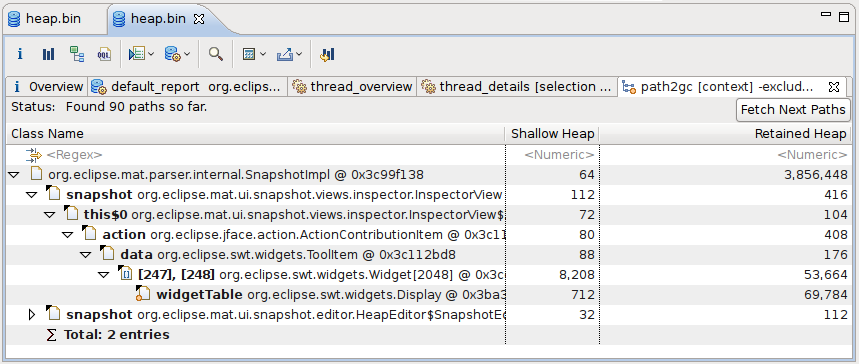 heap.bin heap.bin
i OQL
i Overview default_report org.eclips... thread_overview thread_details [selection ... path2gc [context] -exclud...
Status: Found 90 paths so far. Fetch Next Paths
Class Name Shallow Heap Retained Heap
<Regex> <Numeric> <Numeric>
org.eclipse.mat.parser.internal.SnapshotImpl @ 0x3c99f138 64 3,856,448
snapshot org.eclipse.mat.ui.snapshot.views.inspector.InspectorView 112 416
this$0 org.eclipse.mat.ui.snapshot.views.inspector.InspectorView$ 72 104
action org.eclipse.jface.action.ActionContributionItem @ 0x3c11 80 408
data org.eclipse.swt.widgets.ToolItem @ 0x3c112bd8 88 176
[247], [248] org.eclipse.swt.widgets.Widget[2048] @ 0x3c 8,208 53,664
widgetTable org.eclipse.swt.widgets.Display @ 0x3ba3 712 69,784
snapshot org.eclipse.mat.ui.snapshot.editor.HeapEditor$SnapshotEd 32 112
Σ Total: 2 entries